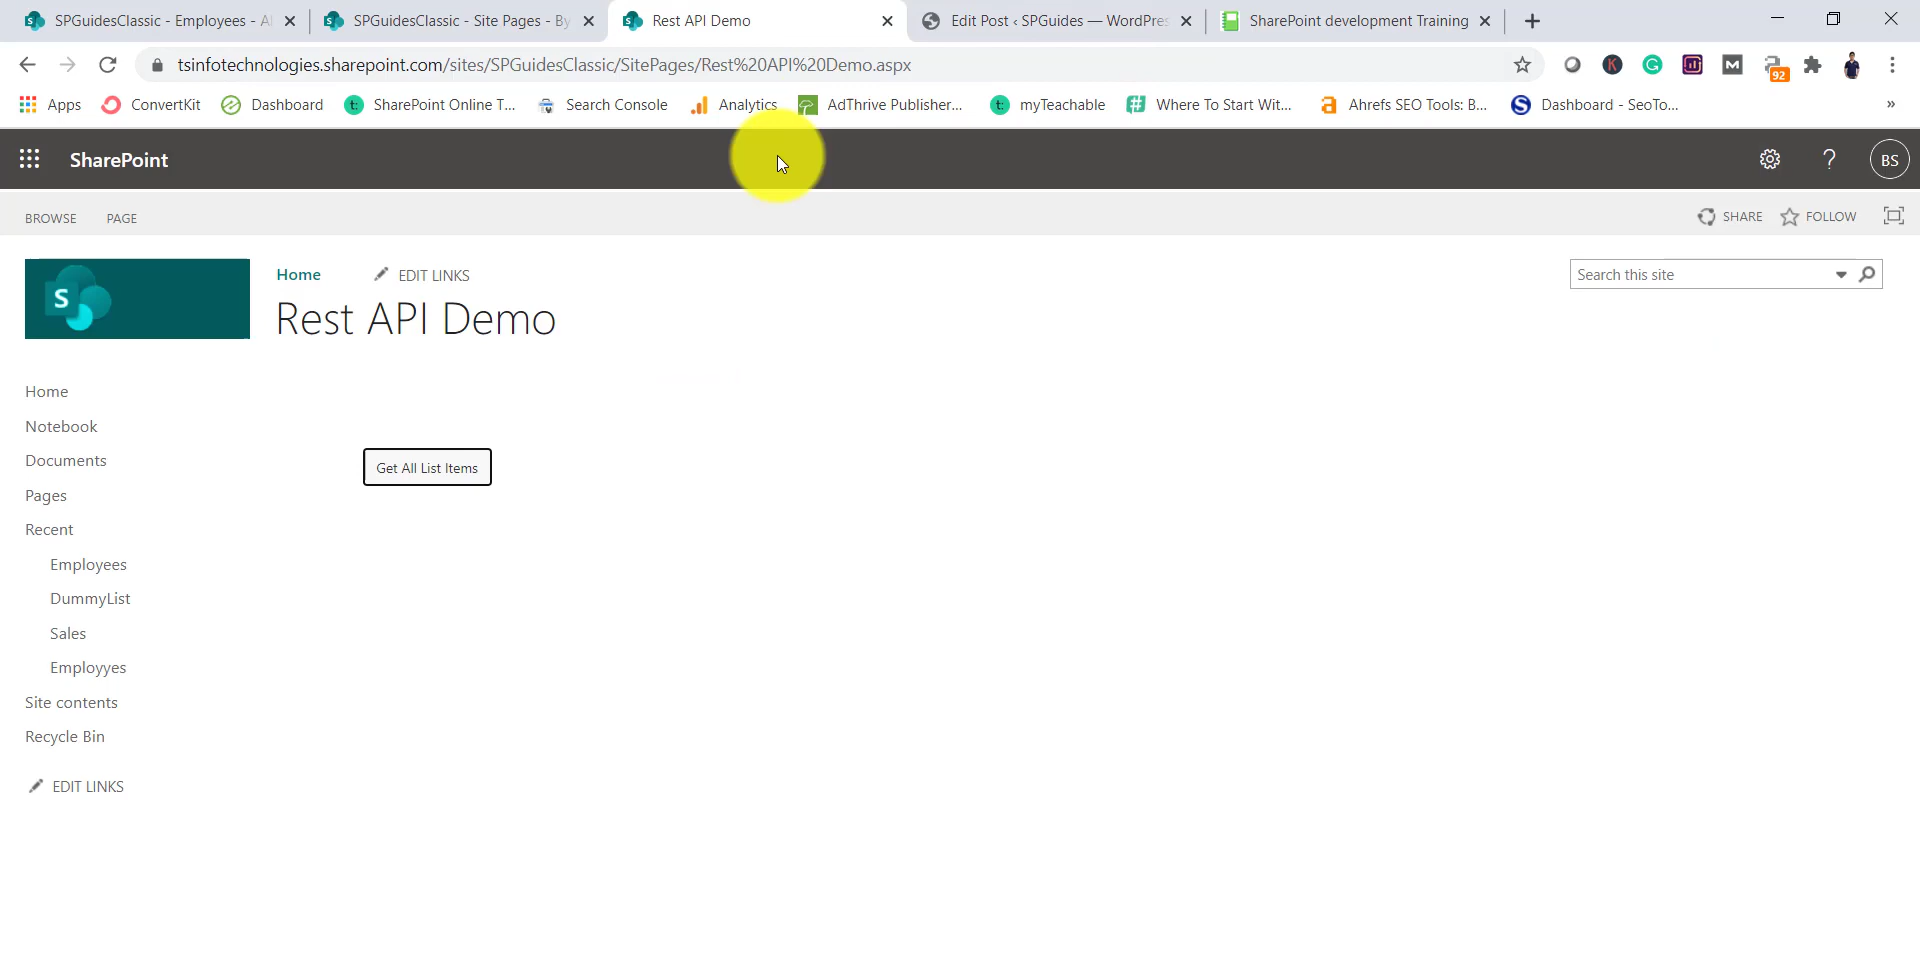 SPGuidesClassic - Employees - Al
SPGuidesClassic - Site Pages - By
Rest API Demo
Edit Post ‹ SPGuides — WordPres
SharePoint development Training
tsinfotechnologies.sharepoint.com/sites/SPGuidesClassic/SitePages/Rest%20API%20Demo.aspx
92
Apps
ConvertKit
Dashboard
SharePoint Online T...
Search Console
Analytics
AdThrive Publisher...
myTeachable
Where To Start Wit...
Ahrefs SEO Tools: B...
Dashboard - SeoTo...
»
SharePoint
?
BS
BROWSE
PAGE
SHARE
FOLLOW
S
Home
EDIT LINKS
Search this site
Rest API Demo
Home
Notebook
Documents
Get All List Items
Pages
Recent
Employees
DummyList
Sales
Employyes
Site contents
Recycle Bin
EDIT LINKS